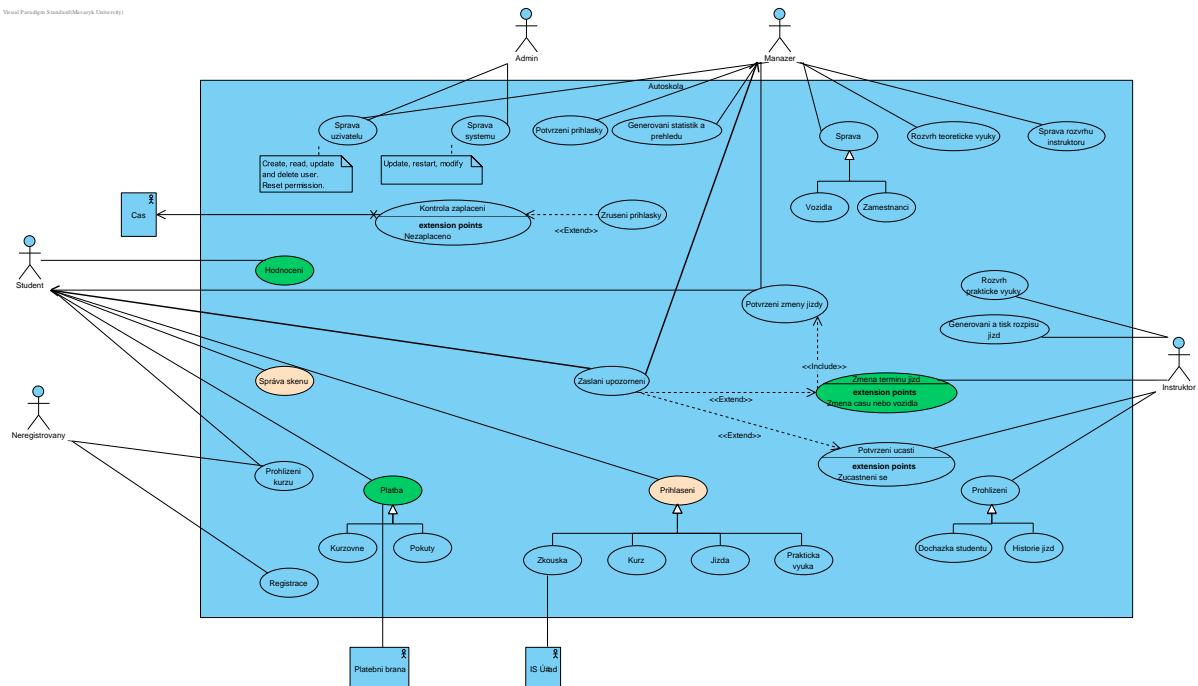 Visual Paradigm Standard(Masaryk University)
Admin
Manazer
Autoskola
Sprava
uzivatelu
Sprava
systemu
Potvrzeni prihlasky
Generovani statistik a
prehledu
Sprava
Rozvrh teoreticke vyuky
Sprava rozvrhu
instruktoru
Create, read, update
and delete user.
Reset permission.
Update, restart, modify
Vozidla
Zamestnanci
Cas
Kontrola zaplaceni
extension points
Nezaplaceno
<<Extend>>
Zruseni prihlasky
Student
Hodnoceni
Potvrzeni zmeny jizdy
Rozvrh
prakticke vyuky
Generovani a tisk rozpisu
jizd
Instruktor
<<Include>>
Správa skenu
Zaslani upozorneni
<<Extend>>
Zmena terminu jizd
extension points
Zmena casu nebo vozidla
<<Extend>>
Neregistrovany
Potvrzeni ucasti
extension points
Zucastneni se
Prohlizeni
kurzu
Platba
Prihlaseni
Prohlizeni
Kurzovne
Pokuty
Zkouska
Kurz
Jizda
Prakticka
vyuka
Dochazka studentu
Historie jizd
Registrace
Platebni brana
IS